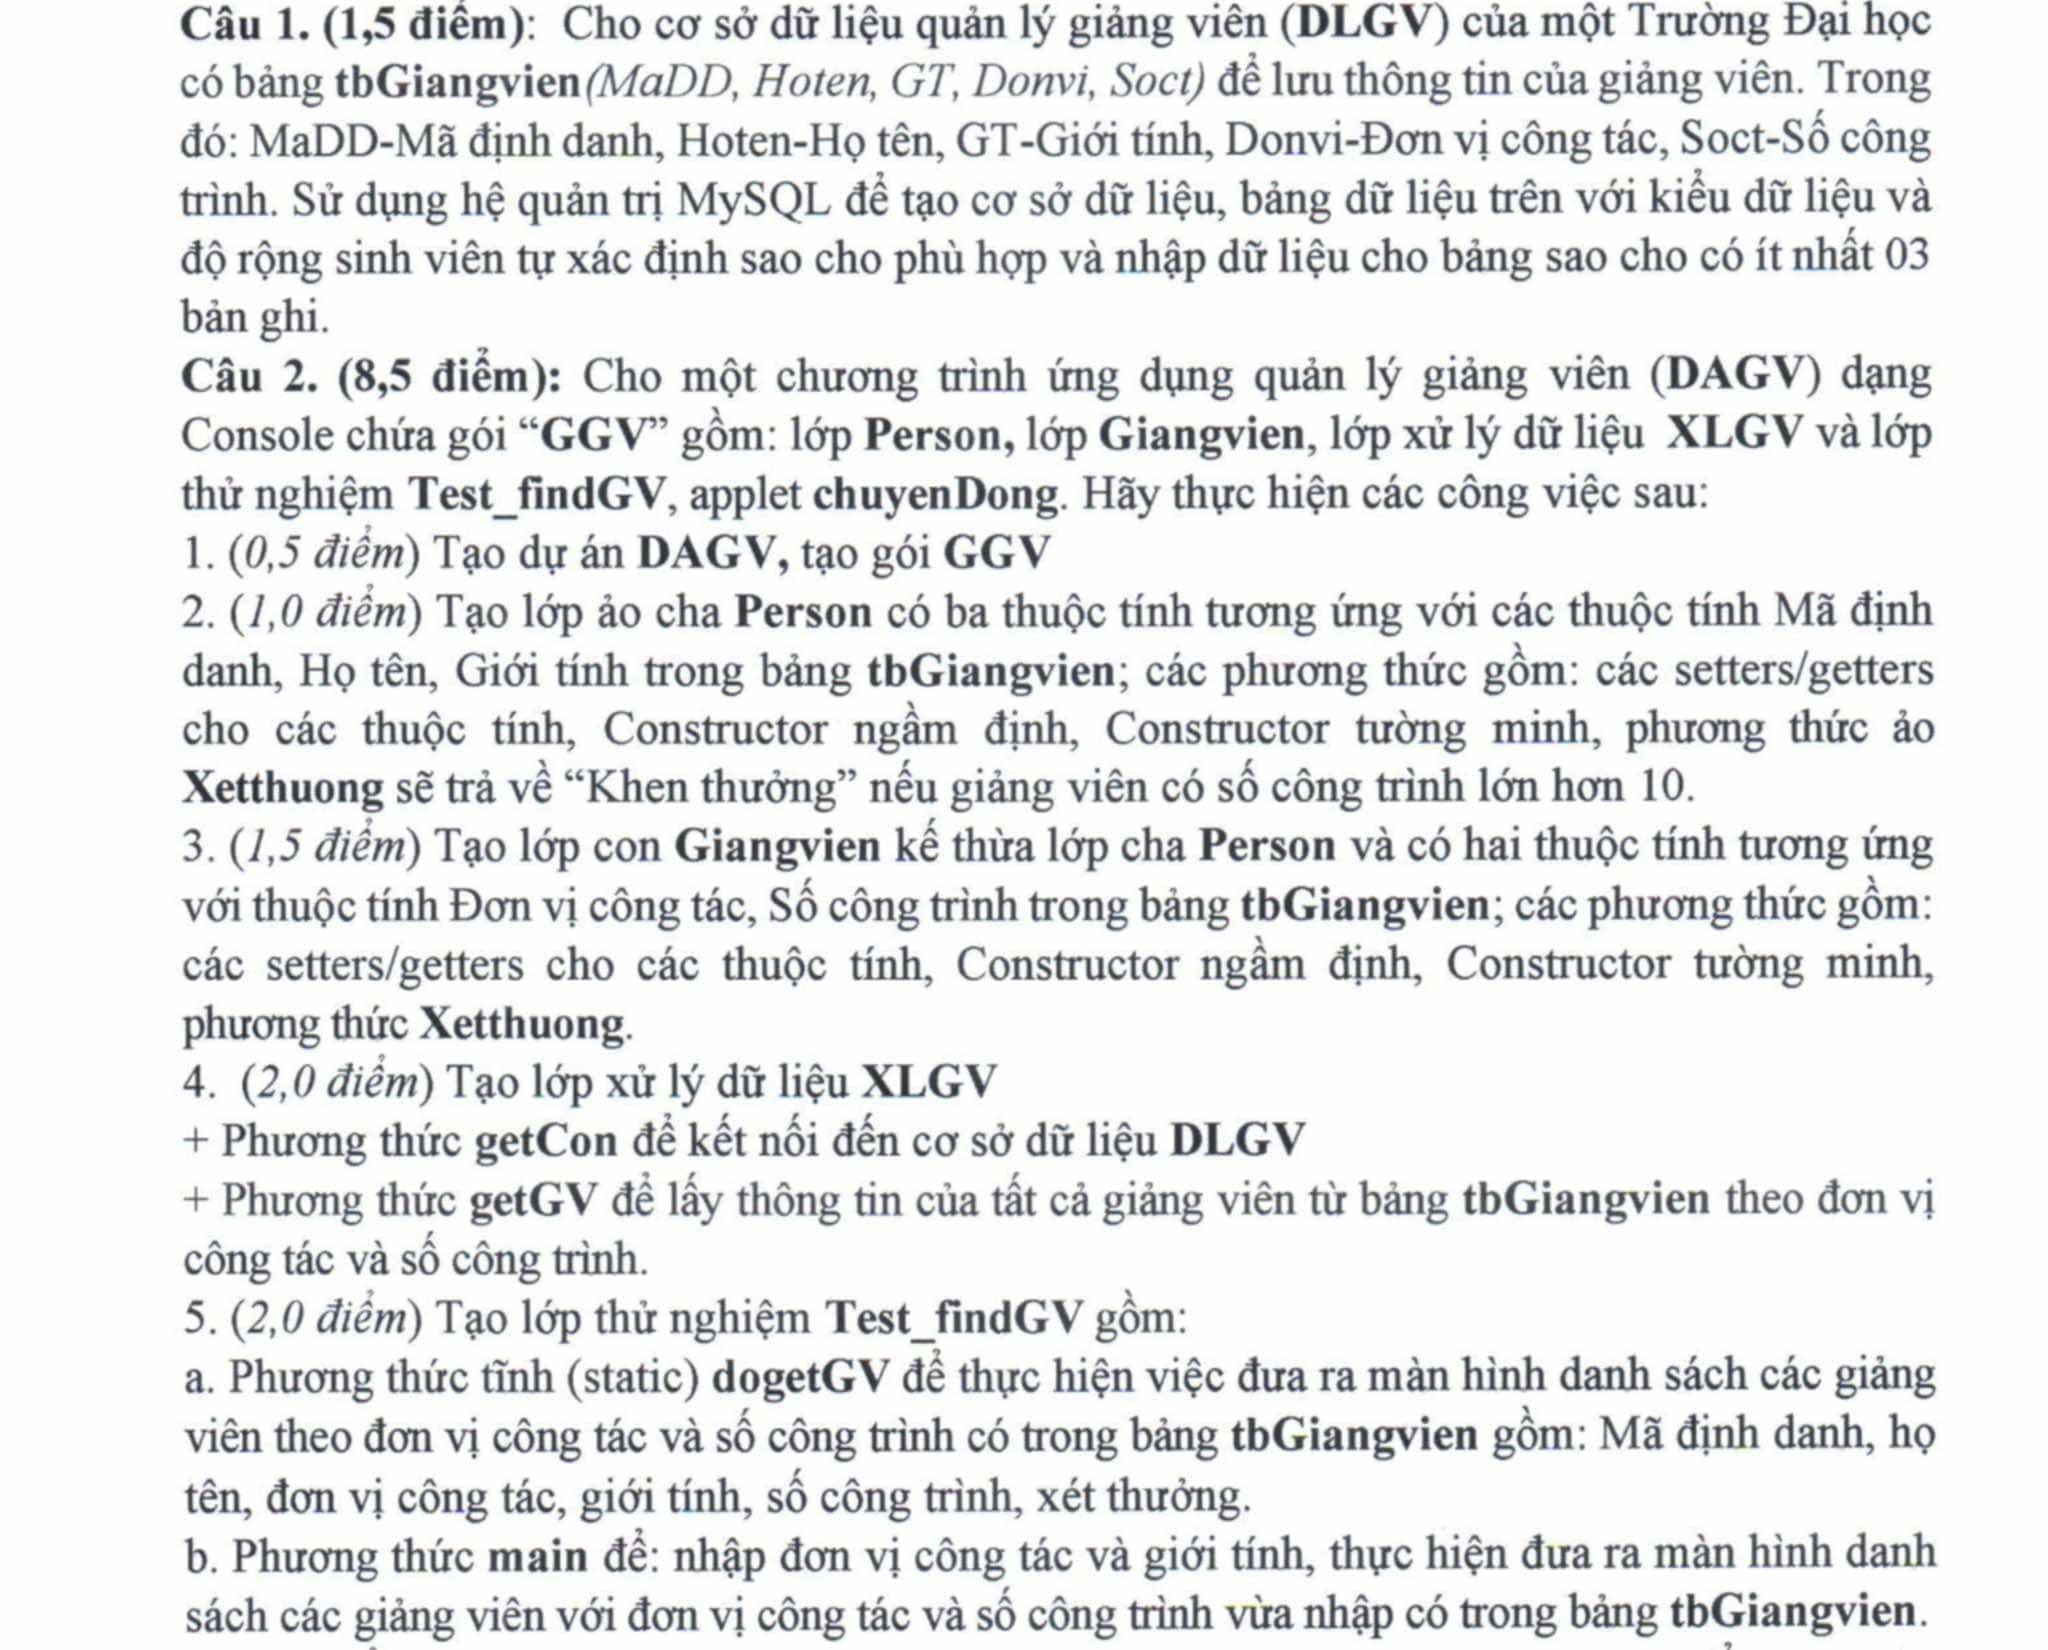 Câu 1. (1,5 điểm): Cho cơ sở dữ liệu quản lý giảng viên (DLGV) của một Trường Đại học
có bảng tbGiangvien(MaDD, Hoten, GT, Donvi, Soct) để lưu thông tin của giảng viên. Trong
đó: MaDD-Mã định danh, Hoten-Họ tên, GT-Giới tính, Donvi-Đơn vị công tác, Soct-Số công
trình. Sử dụng hệ quản trị MySQL để tạo cơ sở dữ liệu, bảng dữ liệu trên với kiểu dữ liệu và
độ rộng sinh viên tự xác định sao cho phù hợp và nhập dữ liệu cho bảng sao cho có ít nhất 03
bản ghi.
Câu 2. (8,5 điểm): Cho một chương trình ứng dụng quản lý giảng viên (DAGV) dạng
Console chứa gói “GGV” gồm: lớp Person, lớp Giangvien, lớp xử lý dữ liệu XLGV và lớp
thử nghiệm Test_findGV, applet chuyenDong. Hãy thực hiện các công việc sau:
1. (0,5 điểm) Tạo dự án DAGV, tạo gói GGV
2. (1,0 điểm) Tạo lớp ảo cha Person có ba thuộc tính tương ứng với các thuộc tính Mã định
danh, Họ tên, Giới tính trong bảng tbGiangvien; các phương thức gồm: các setters/getters
cho các thuộc tính, Constructor ngầm định, Constructor tường minh, phương thức ảo
Xetthuong sẽ trả về “Khen thưởng” nếu giảng viên có số công trình lớn hơn 10.
3. (1,5 điểm) Tạo lớp con Giangvien kế thừa lớp cha Person và có hai thuộc tính tương ứng
với thuộc tính Đơn vị công tác, Số công trình trong bảng tbGiangvien; các phương thức gồm:
các setters/getters cho các thuộc tính, Constructor ngầm định, Constructor tường minh,
phương thức Xetthuong.
4. (2,0 điểm) Tạo lớp xử lý dữ liệu XLGV
+ Phương thức getCon để kết nối đến cơ sở dữ liệu DLGV
+ Phương thức getGV để lấy thông tin của tất cả giảng viên từ bảng tbGiangvien theo đơn vị
công tác và số công trình.
5. (2,0 điểm) Tạo lớp thử nghiệm Test_findGV gồm:
a. Phương thức tĩnh (static) dogetGV để thực hiện việc đưa ra màn hình danh sách các giảng
viên theo đơn vị công tác và số công trình có trong bảng tbGiangvien gồm: Mã định danh, họ
tên, đơn vị công tác, giới tính, số công trình, xét thưởng.
b. Phương thức main để: nhập đơn vị công tác và giới tính, thực hiện đưa ra màn hình danh
sách các giảng viên với đơn vị công tác và số công trình vừa nhập có trong bảng tbGiangvien.